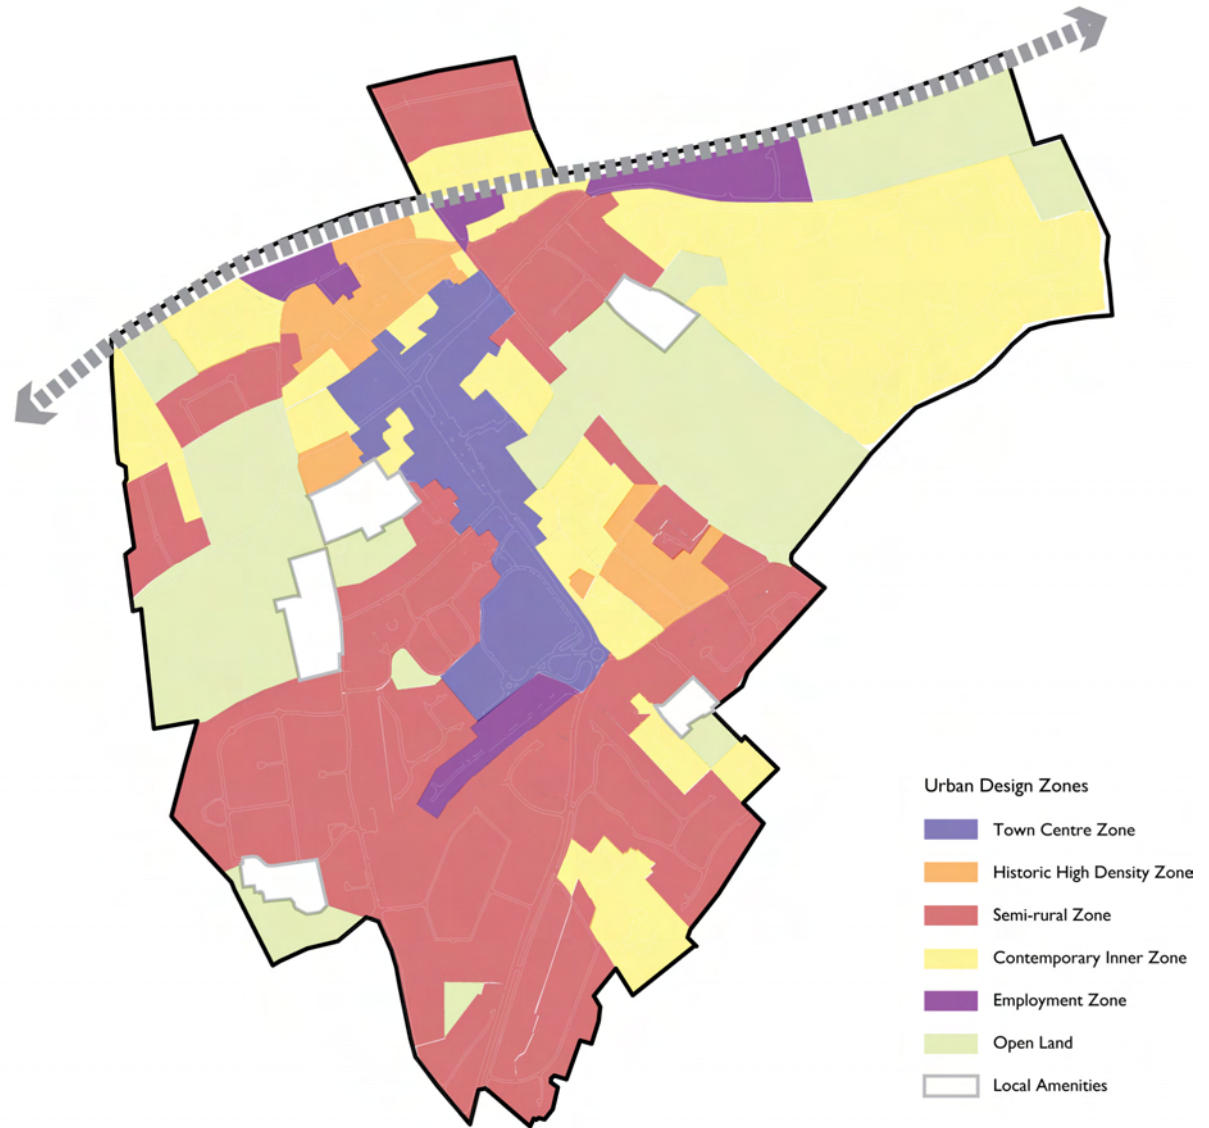 Urban Design Zones
Town Centre Zone
Historic High Density Zone
Semi-rural Zone
Contemporary Inner Zone
Employment Zone
Open Land
Local Amenities